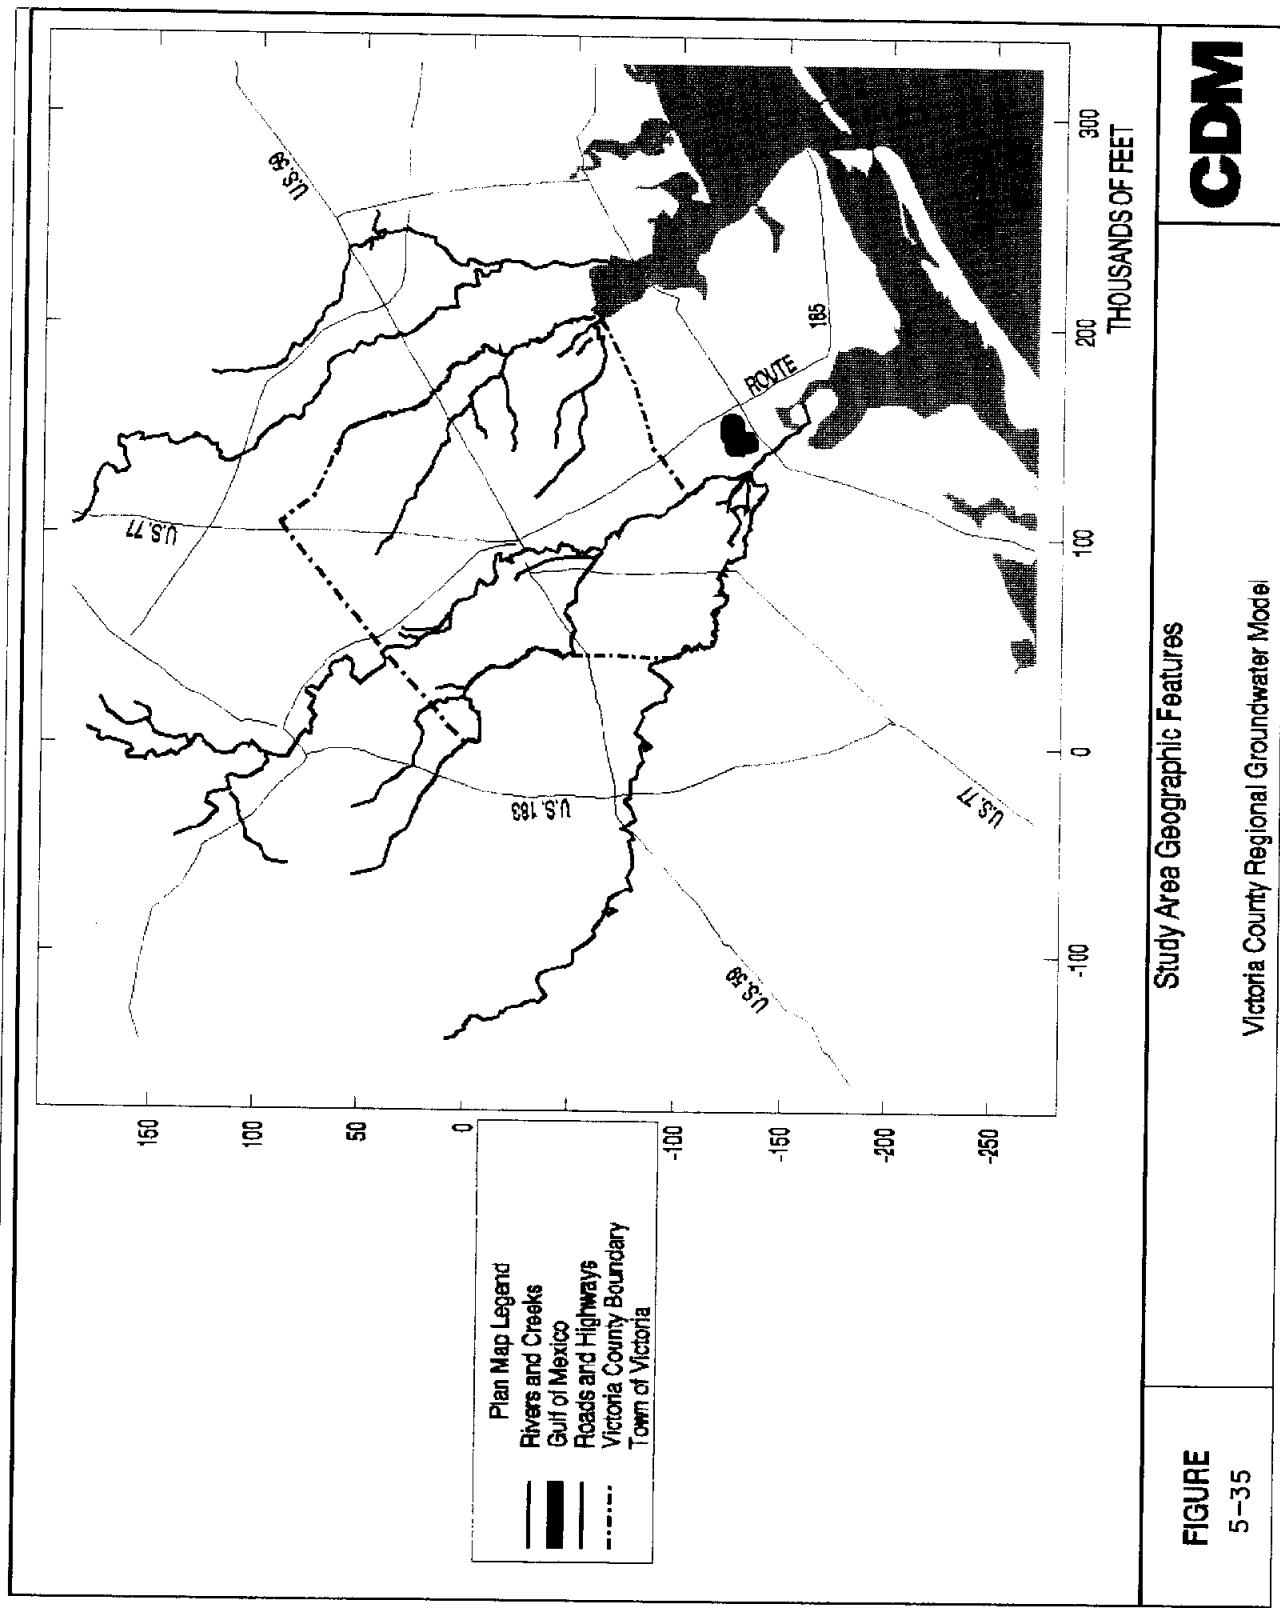 U.S. 59
U.S. 77
U.S. 183
ROUTE
185
U.S. 77
U.S. 59
150
100
50
0
-100
-150
-200
-250
-100
0
100
200
300
THOUSANDS OF FEET
Plan Map Legend
Rivers and Creeks
Gulf of Mexico
Roads and Highways
Victoria County Boundary
Town of Victoria
FIGURE
5-35
Study Area Geographic Features
Victoria County Regional Groundwater Model
CDM